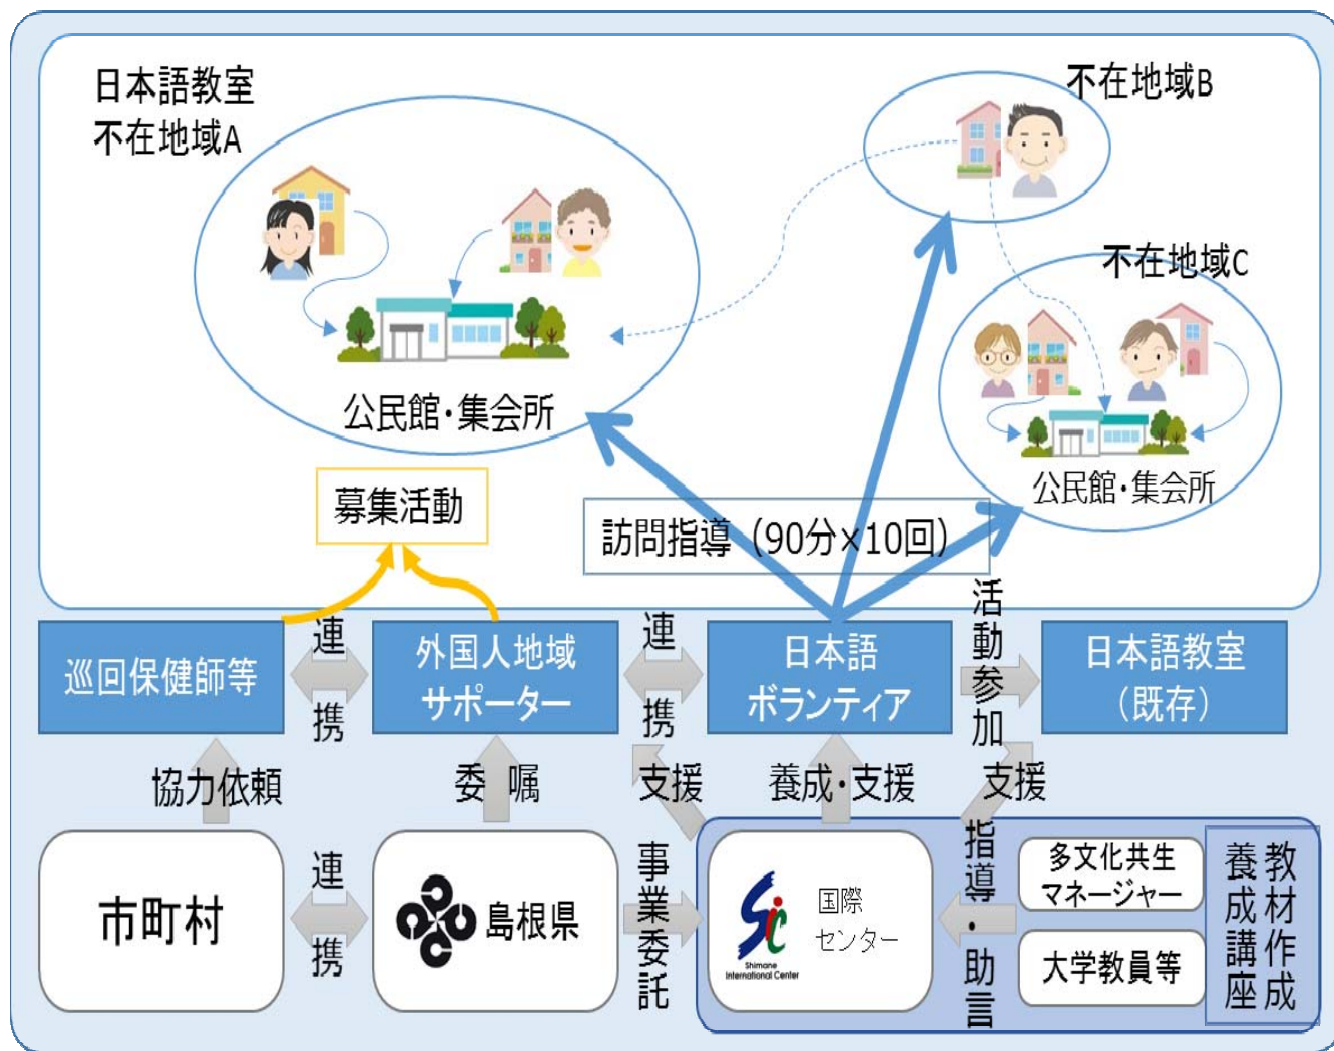 日本語教室
不在地域A
不在地域B
不在地域C
公民館・集会所
公民館・集会所
募集活動
訪問指導（90分×10回）
巡回保健師等
連携
外国人地域
サポーター
連携
日本語
ボランティア
活動参加
日本語教室
（既存）
協力依頼
委嘱
支援
養成・支援
支援
市町村
連携
島根県
事業委託
Sic
Shimane
International Center
国際
センター
指導・助言
多文化共生
マネージャー
大学教員等
教材作成
養成講座